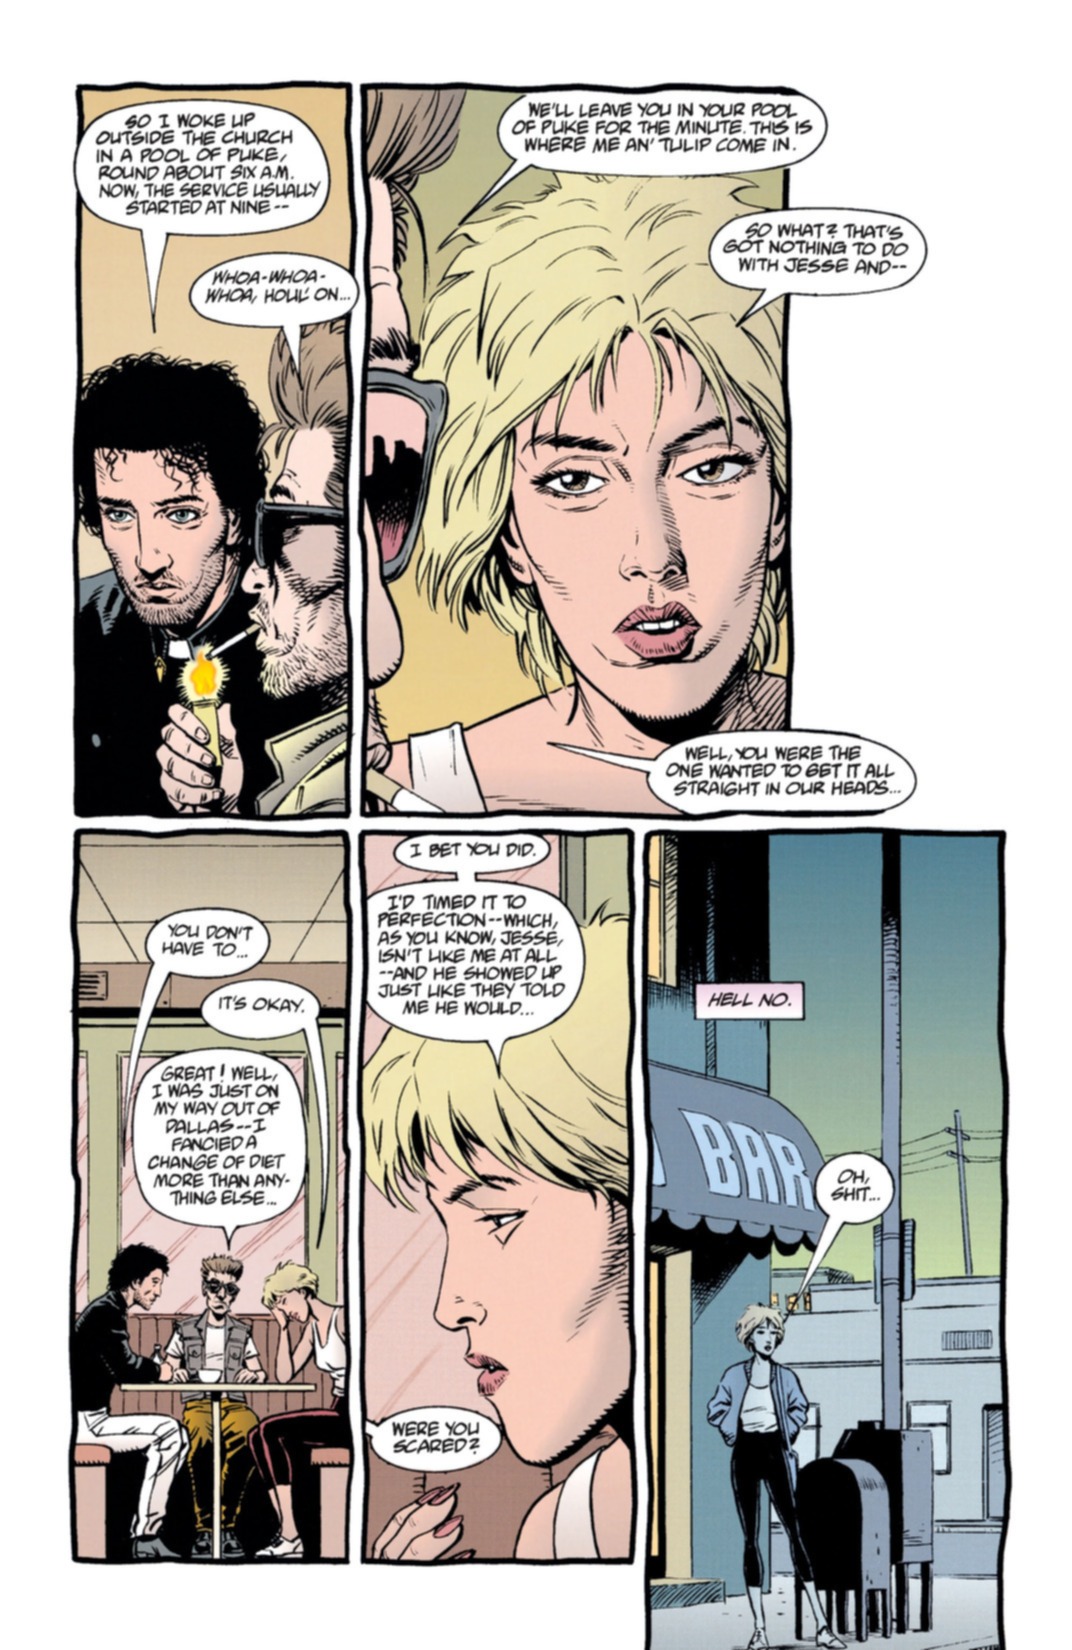 SO I WOKE UP
OUTSIDE THE CHURCH
IN A POOL OF PUKE,
ROUND ABOUT SIX A.M.
NOW, THE SERVICE USUALLY
STARTED AT NINE--
WHOA-WHOA-
WHOA, HOUL' ON...
WE'LL LEAVE YOU IN YOUR POOL
OF PUKE FOR THE MINUTE. THIS IS
WHERE ME AN' TULIP COME IN.
SO WHAT? THAT'S
GOT NOTHING TO DO
WITH JESSE AND--
WELL, YOU WERE THE
ONE WANTED TO GET IT ALL
STRAIGHT IN OUR HEADS...
YOU DON'T
HAVE TO...
IT'S OKAY.
GREAT! WELL,
I WAS JUST ON
MY WAY OUT OF
DALLAS--I
FANCIED A
CHANGE OF DIET
MORE THAN ANY-
THING ELSE...
I BET YOU DID.
I'D TIMED IT TO
PERFECTION--WHICH,
AS YOU KNOW, JESSE,
ISN'T LIKE ME AT ALL
--AND HE SHOWED UP
JUST LIKE THEY TOLD
ME HE WOULD...
WERE YOU
SCARED?
HELL NO.
BAR
OH,
SHIT...